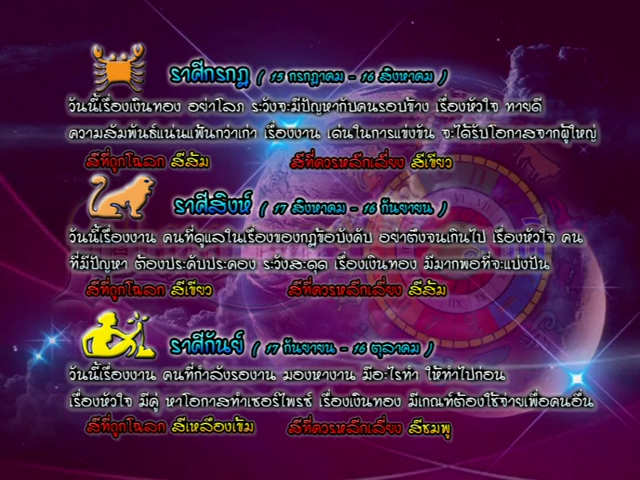 ราศีกรกฎ ( 15 กรกฎาคม - 16 สิงหาคม )
วันนี้เรื่องเงินทอง อย่าโลภ ระวังจะมีปัญหากับคนรอบข้าง เรื่องหัวใจ ทายดี
ความสัมพันธ์แน่นแฟ้นกว่าเก่า เรื่องงาน เด่นในการแข่งขัน จะได้รับโอกาสจากผู้ใหญ่
สีที่ถูกโฉลก สีส้ม สีที่ควรหลีกเลี่ยง สีเขียว
ราศีสิงห์ ( 17 สิงหาคม - 16 กันยายน )
วันนี้เรื่องงาน คนที่ดูแลในเรื่องของกฎข้อบังคับ อย่าตึงจนเกินไป เรื่องหัวใจ คน
ที่มีปัญหา ต้องประคับประคอง ระวังสะดุด เรื่องเงินทอง มีมากพอที่จะแบ่งปัน
สีที่ถูกโฉลก สีเขียว สีที่ควรหลีกเลี่ยง สีส้ม
ราศีกันย์ ( 17 กันยายน - 16 ตุลาคม )
วันนี้เรื่องงาน คนที่กำลังรองาน มองหางาน มีอะไรทำ ให้ทำไปก่อน
เรื่องหัวใจ มีคู่ หาโอกาสทำเซอร์ไพรซ์ เรื่องเงินทอง มีเกณฑ์ต้องใช้จ่ายเพื่อคนอื่น
สีที่ถูกโฉลก สีเหลืองเข้ม สีที่ควรหลีกเลี่ยง สีชมพู